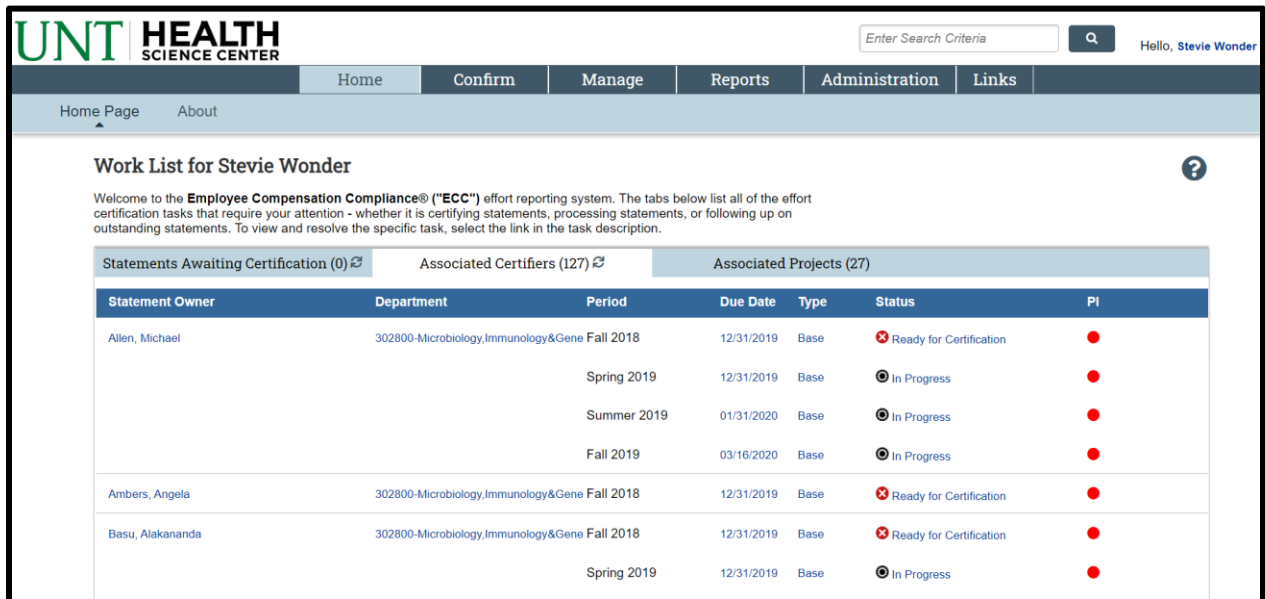 UNT HEALTH SCIENCE CENTER
Enter Search Criteria
Hello, Stevie Wonder
Home Confirm Manage Reports Administration Links
Home Page About
Work List for Stevie Wonder
?
Welcome to the Employee Compensation Compliance® ("ECC") effort reporting system. The tabs below list all of the effort
certification tasks that require your attention - whether it is certifying statements, processing statements, or following up on
outstanding statements. To view and resolve the specific task, select the link in the task description.
Statements Awaiting Certification (0) Associated Certifiers (127) Associated Projects (27)
Statement Owner Department Period Due Date Type Status PI
Allen, Michael 302800-Microbiology,Immunology&Gene Fall 2018 12/31/2019 Base Ready for Certification
Spring 2019 12/31/2019 Base In Progress
Summer 2019 01/31/2020 Base In Progress
Fall 2019 03/16/2020 Base In Progress
Ambers, Angela 302800-Microbiology,Immunology&Gene Fall 2018 12/31/2019 Base Ready for Certification
Basu, Alakananda 302800-Microbiology,Immunology&Gene Fall 2018 12/31/2019 Base Ready for Certification
Spring 2019 12/31/2019 Base In Progress